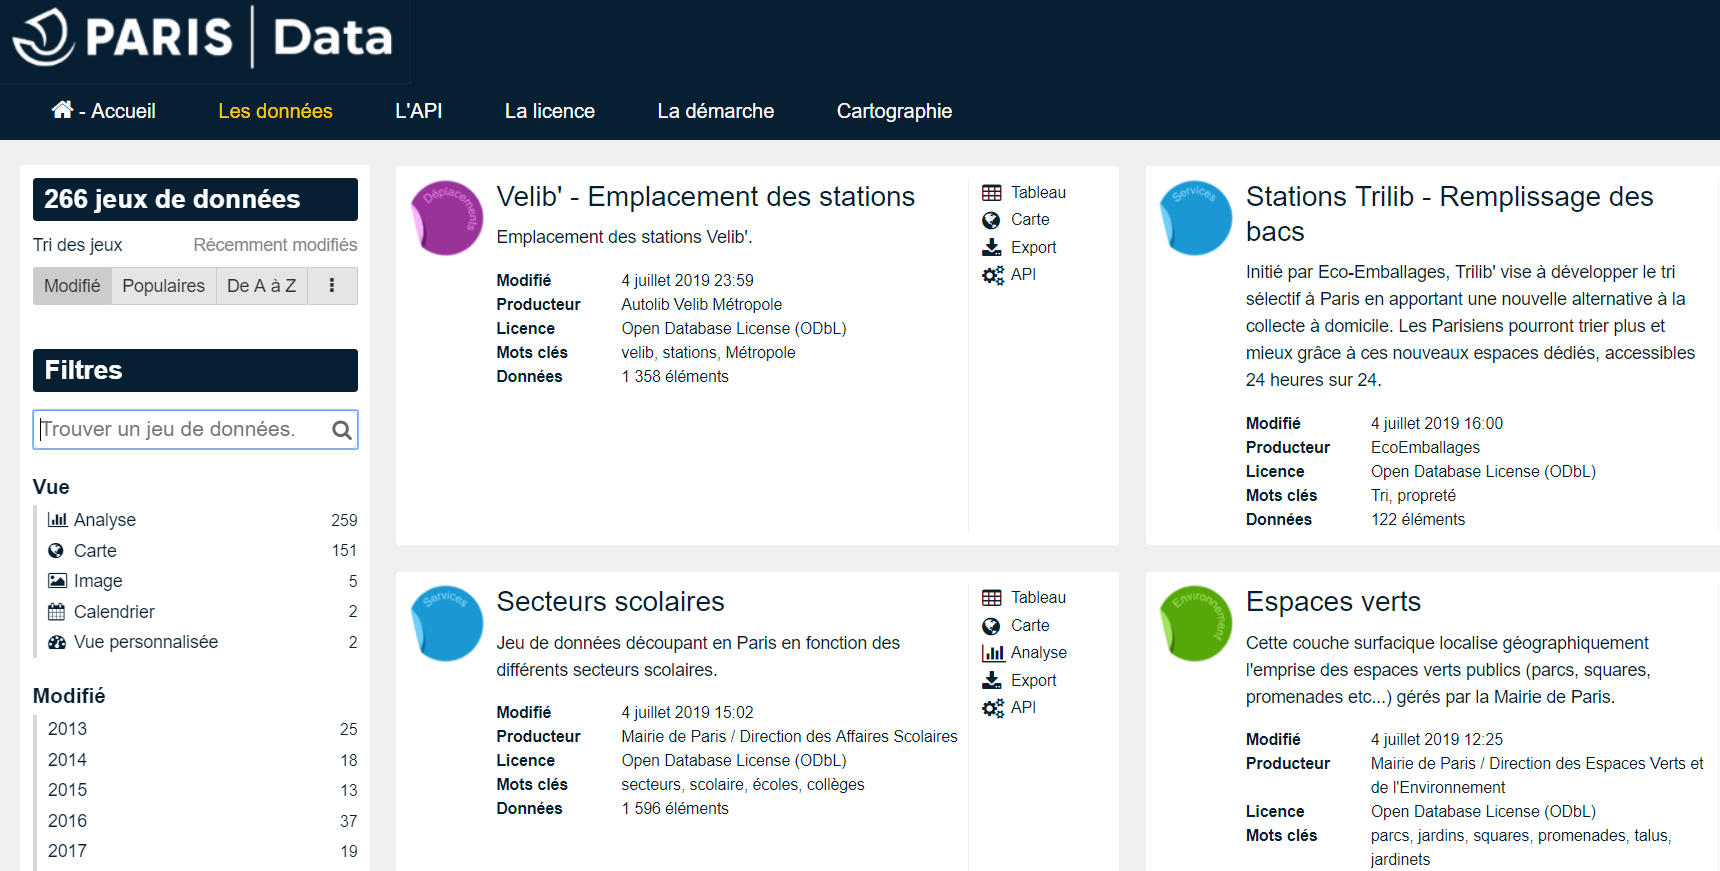 PARIS | Data
- Accueil Les données L'API La licence La démarche Cartographie
266 jeux de données
Tri des jeux Récemment modifiés
Modifié Populaires De A à Z
Filtres
Trouver un jeu de données.
Vue
Analyse 259
Carte 151
Image 5
Calendrier 2
Vue personnalisée 2
Modifié
2013 25
2014 18
2015 13
2016 37
2017 19
Déplacements
Velib' - Emplacement des stations
Emplacement des stations Velib'.
Modifié 4 juillet 2019 23:59
Producteur Autolib Velib Métropole
Licence Open Database License (ODbL)
Mots clés velib, stations, Métropole
Données 1 358 éléments
Tableau
Carte
Export
API
Services
Stations Trilib - Remplissage des
bacs
Initié par Eco-Emballages, Trilib' vise à développer le tri
sélectif à Paris en apportant une nouvelle alternative à la
collecte à domicile. Les Parisiens pourront trier plus et
mieux grâce à ces nouveaux espaces dédiés, accessibles
24 heures sur 24.
Modifié 4 juillet 2019 16:00
Producteur EcoEmballages
Licence Open Database License (ODbL)
Mots clés Tri, propreté
Données 122 éléments
Services
Secteurs scolaires
Jeu de données découpant en Paris en fonction des
différents secteurs scolaires.
Modifié 4 juillet 2019 15:02
Producteur Mairie de Paris / Direction des Affaires Scolaires
Licence Open Database License (ODbL)
Mots clés secteurs, scolaire, écoles, collèges
Données 1 596 éléments
Tableau
Carte
Analyse
Export
API
Environnement
Espaces verts
Cette couche surfacique localise géographiquement
l'emprise des espaces verts publics (parcs, squares,
promenades etc...) gérés par la Mairie de Paris.
Modifié 4 juillet 2019 12:25
Producteur Mairie de Paris / Direction des Espaces Verts et
de l'Environnement
Licence Open Database License (ODbL)
Mots clés parcs, jardins, squares, promenades, talus,
jardinets